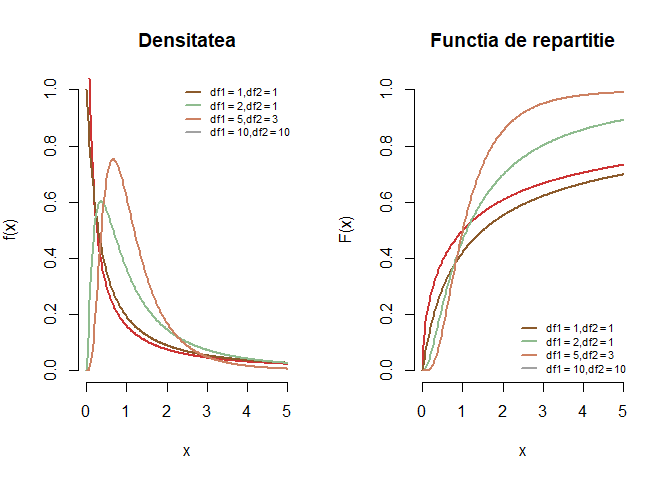 Densitatea
f(x)
1.0
0.8
0.6
0.4
0.2
0.0
df1 = 1,df2 = 1
df1 = 2,df2 = 1
df1 = 5,df2 = 3
df1 = 10,df2 = 10
0 1 2 3 4 5
x
Functia de repartitie
F(x)
1.0
0.8
0.6
0.4
0.2
0.0
df1 = 1,df2 = 1
df1 = 2,df2 = 1
df1 = 5,df2 = 3
df1 = 10,df2 = 10
0 1 2 3 4 5
x